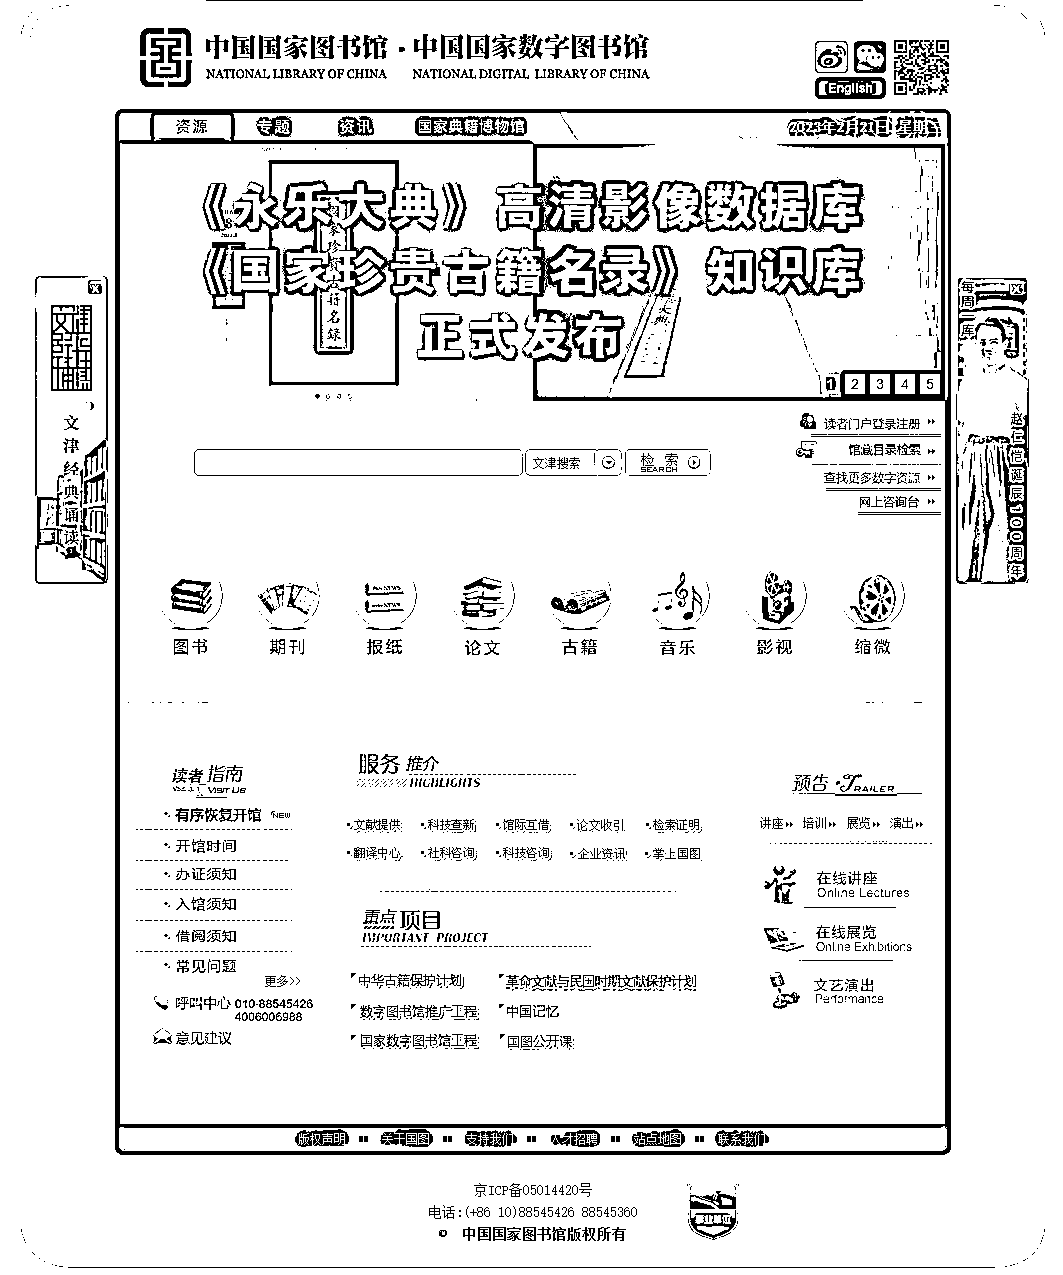 中国国家图书馆·中国国家数字图书馆
NATIONAL LIBRARY OF CHINA NATIONAL DIGITAL LIBRARY OF CHINA
English
资源 专题 资讯 国家典籍博物馆
《永乐大典》 高清影像数据库
《国家珍贵古籍名录》 知识库
正式发布
1 2 3 4 5
文津经典诵读
每周一库
赵仁恺诞辰100周年
读者门户登录注册
馆藏目录检索
查找更多数字资源
网上咨询台
文津搜索 检 索
SEARCH
图书 期刊 报纸 论文 古籍 音乐 影视 缩微
读者 指南
VISIT US
有序恢复开馆 NEW
开馆时间
办证须知
入馆须知
借阅须知
常见问题
更多>>
呼叫中心 010-88545426
4006006988
意见建议
服务 推介
HIGHLIGHTS
文献提供 科技查新 馆际互借 论文收引 检索证明
翻译中心 社科咨询 科技咨询 企业资讯 掌上国图
重点 项目
IMPORTANT PROJECT
中华古籍保护计划 革命文献与民国时期文献保护计划
数字图书馆推广工程 中国记忆
国家数字图书馆工程 国图公开课
预告 TRAILER
讲座 培训 展览 演出
在线讲座
Online Lectures
在线展览
Online Exhibitions
文艺演出
Performance
版权声明 关于国图 支持我们 人才招聘 站点地图 联系我们
京ICP备05014420号
电话:(+86 10)88545426 88545360
© 中国国家图书馆版权所有